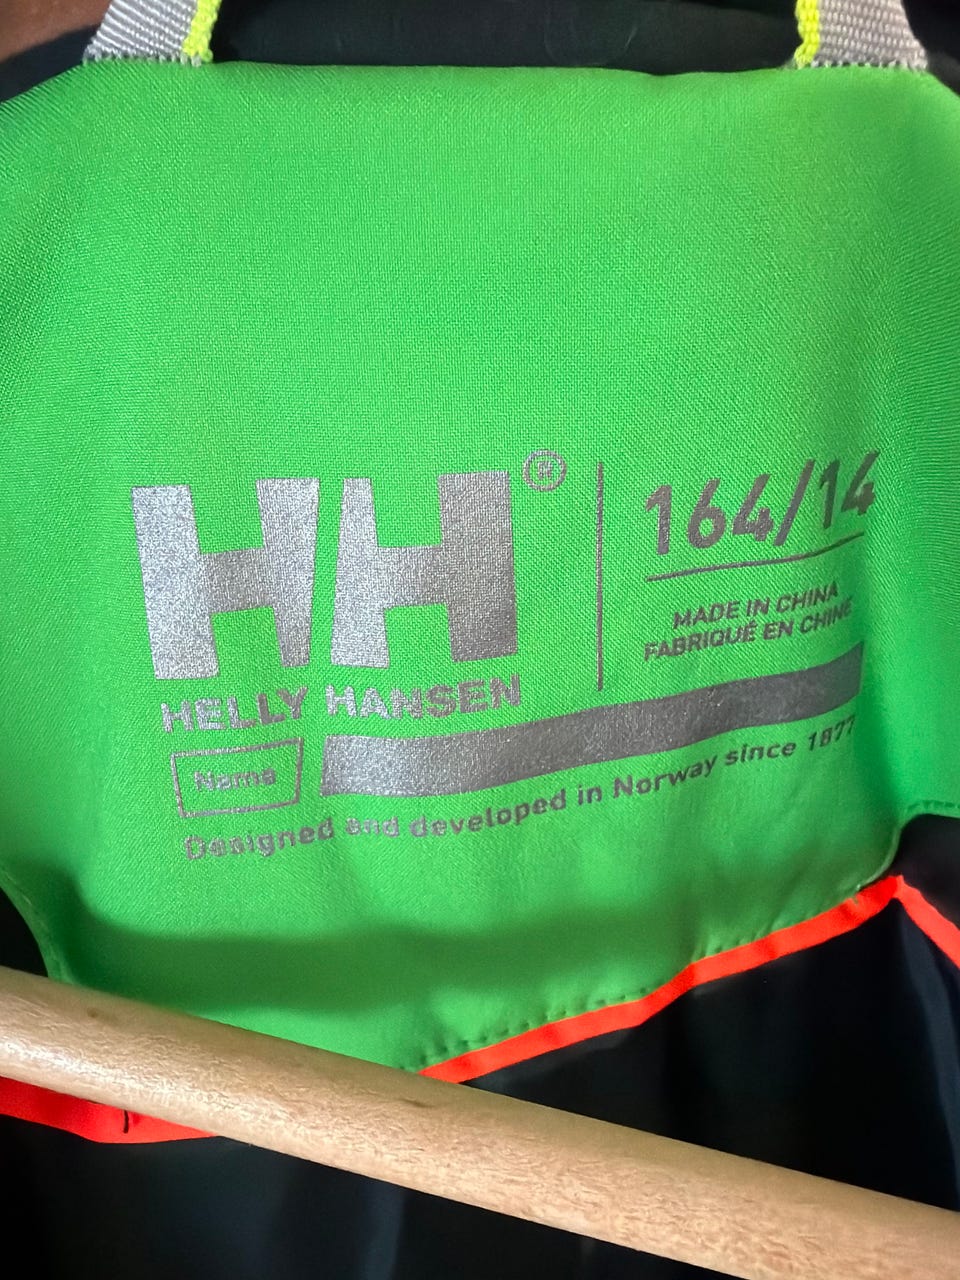 HH®
HELLY HANSEN
164/14
MADE IN CHINA
FABRIQUÉ EN CHINE
Name
Designed and developed in Norway since 1877